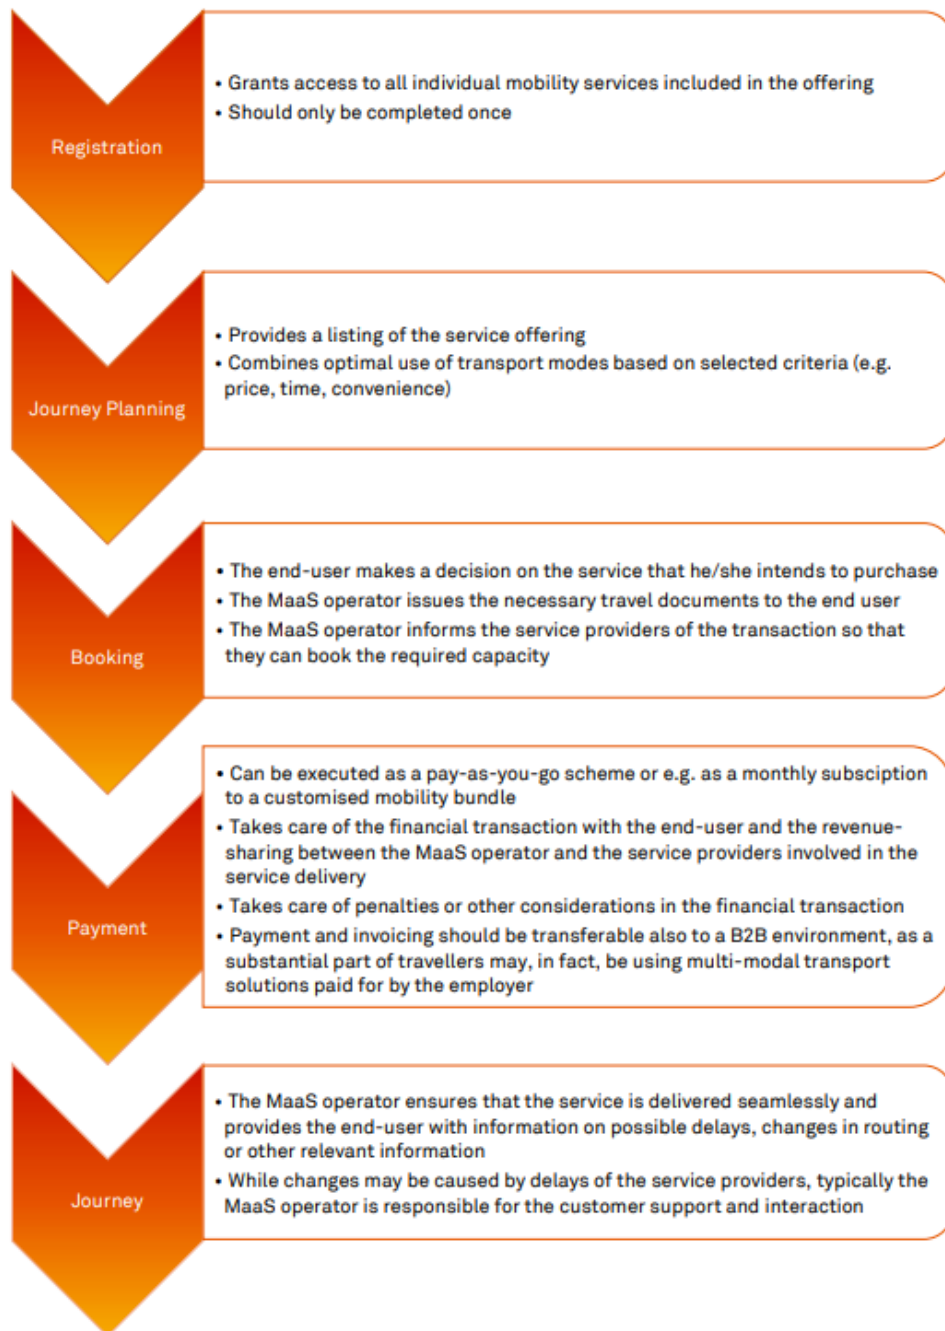 Registration
• Grants access to all individual mobility services included in the offering
• Should only be completed once
Journey Planning
• Provides a listing of the service offering
• Combines optimal use of transport modes based on selected criteria (e.g.
price, time, convenience)
Booking
• The end-user makes a decision on the service that he/she intends to purchase
• The MaaS operator issues the necessary travel documents to the end user
• The MaaS operator informs the service providers of the transaction so that
they can book the required capacity
Payment
• Can be executed as a pay-as-you-go scheme or e.g. as a monthly subsciption
to a customised mobility bundle
• Takes care of the financial transaction with the end-user and the revenue-
sharing between the MaaS operator and the service providers involved in the
service delivery
• Takes care of penalties or other considerations in the financial transaction
• Payment and invoicing should be transferable also to a B2B environment, as a
substantial part of travellers may, in fact, be using multi-modal transport
solutions paid for by the employer
Journey
• The MaaS operator ensures that the service is delivered seamlessly and
provides the end-user with information on possible delays, changes in routing
or other relevant information
• While changes may be caused by delays of the service providers, typically the
MaaS operator is responsible for the customer support and interaction